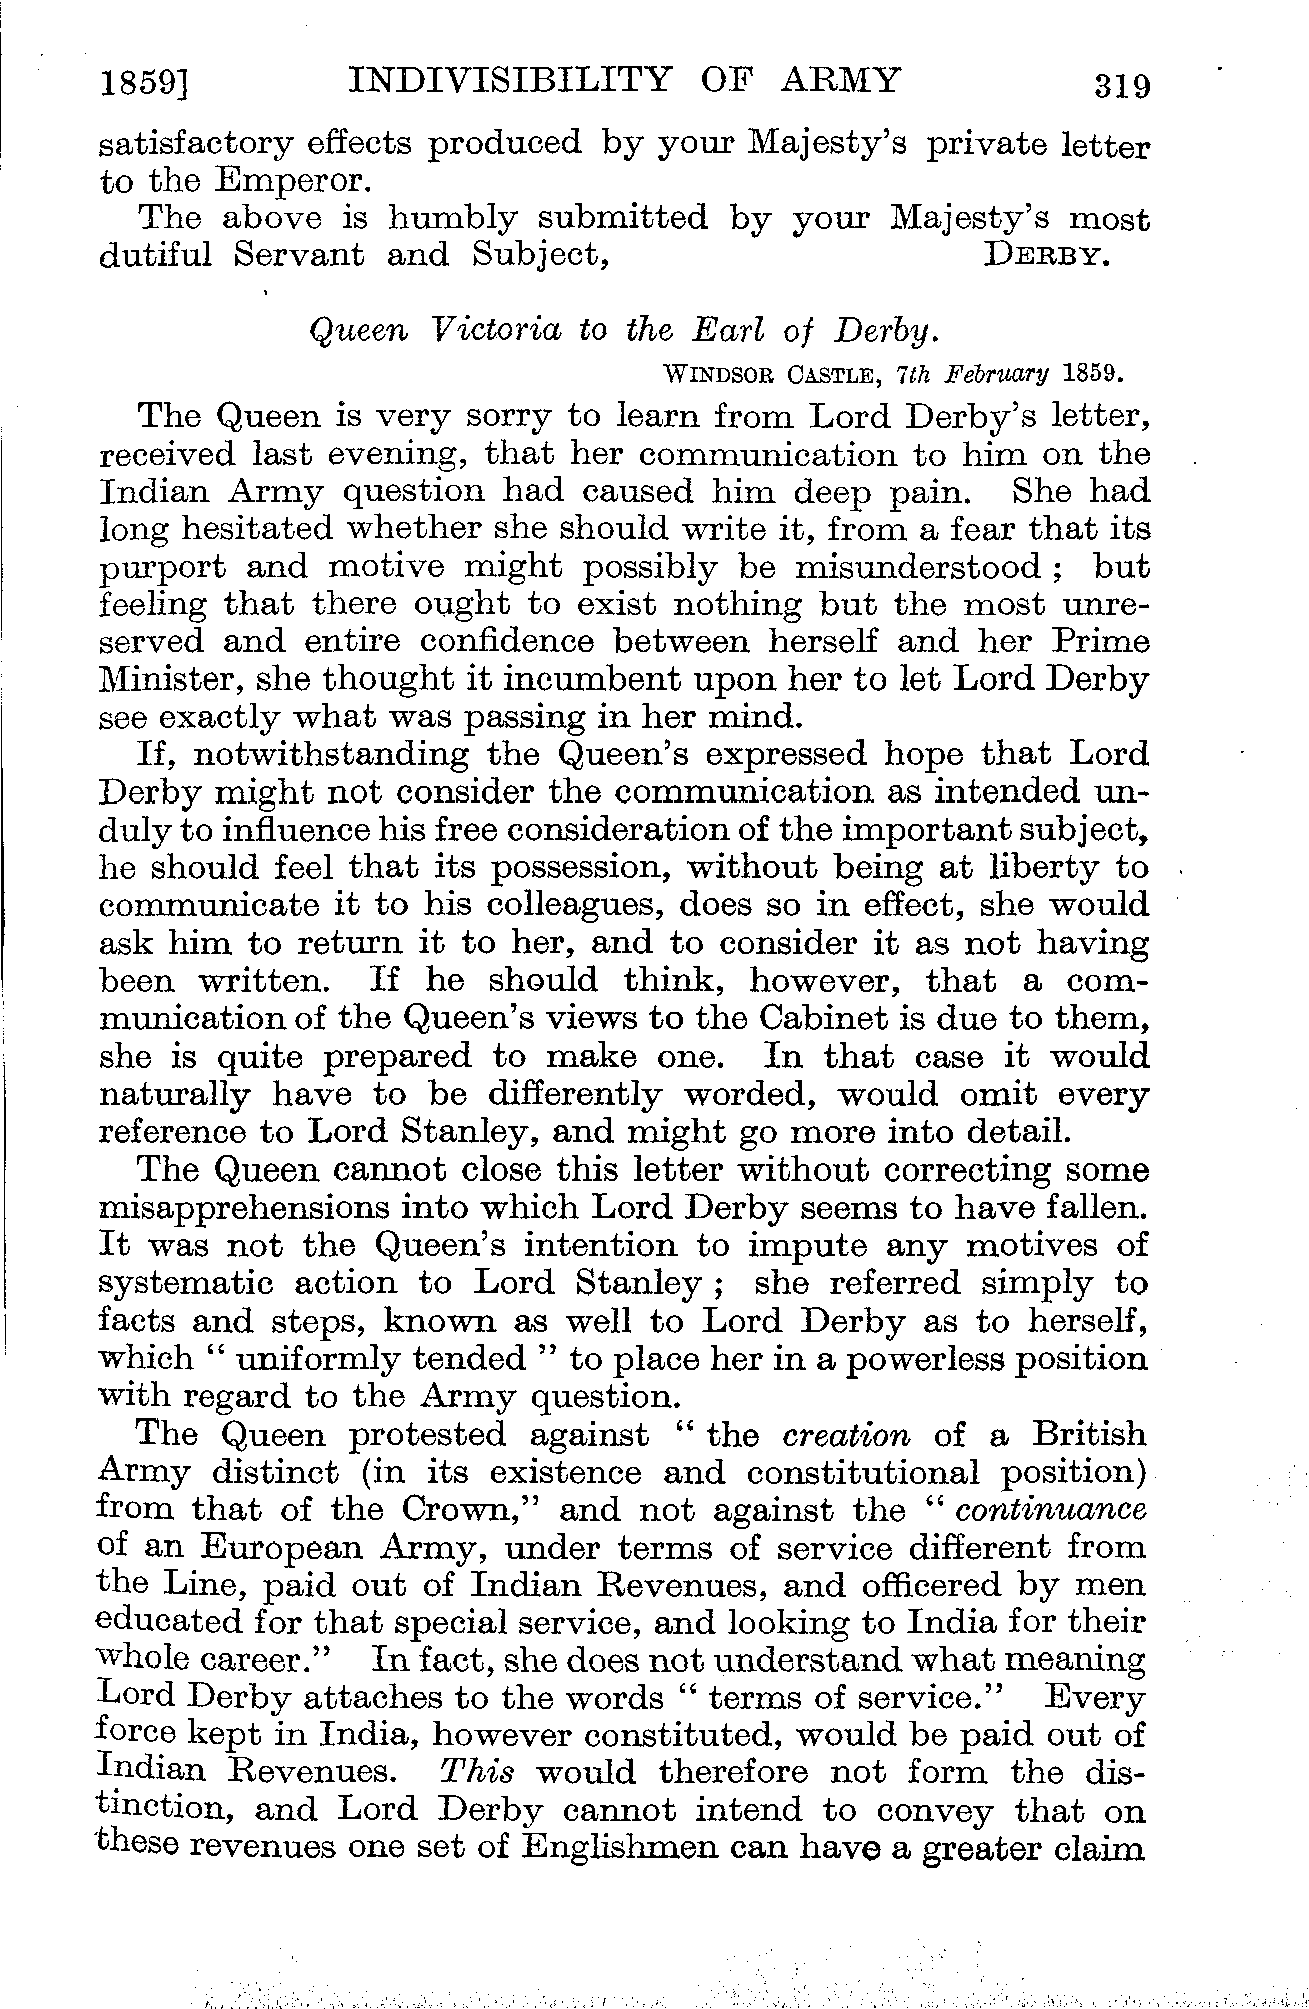 1859] INDIVISIBILITY OF ARMY 319
satisfactory effects produced by your Majesty's private letter
to the Emperor.
The above is humbly submitted by your Majesty's most
dutiful Servant and Subject, DERBY.
Queen Victoria to the Earl of Derby.
WINDSOR CASTLE, 7th February 1859.
The Queen is very sorry to learn from Lord Derby's letter,
received last evening, that her communication to him on the
Indian Army question had caused him deep pain. She had
long hesitated whether she should write it, from a fear that its
purport and motive might possibly be misunderstood ; but
feeling that there ought to exist nothing but the most unre-
served and entire confidence between herself and her Prime
Minister, she thought it incumbent upon her to let Lord Derby
see exactly what was passing in her mind.
If, notwithstanding the Queen's expressed hope that Lord
Derby might not consider the communication as intended un-
duly to influence his free consideration of the important subject,
he should feel that its possession, without being at liberty to
communicate it to his colleagues, does so in effect, she would
ask him to return it to her, and to consider it as not having
been written. If he should think, however, that a com-
munication of the Queen's views to the Cabinet is due to them,
she is quite prepared to make one. In that case it would
naturally have to be differently worded, would omit every
reference to Lord Stanley, and might go more into detail.
The Queen cannot close this letter without correcting some
misapprehensions into which Lord Derby seems to have fallen.
It was not the Queen's intention to impute any motives of
systematic action to Lord Stanley ; she referred simply to
facts and steps, known as well to Lord Derby as to herself,
which " uniformly tended " to place her in a powerless position
with regard to the Army question.
The Queen protested against " the creation of a British
Army distinct (in its existence and constitutional position)
from that of the Crown," and not against the " continuance
of an European Army, under terms of service different from
the Line, paid out of Indian Revenues, and officered by men
educated for that special service, and looking to India for their
whole career." In fact, she does not understand what meaning
Lord Derby attaches to the words " terms of service." Every
force kept in India, however constituted, would be paid out of
Indian Revenues. This would therefore not form the dis-
tinction, and Lord Derby cannot intend to convey that on
these revenues one set of Englishmen can have a greater claim